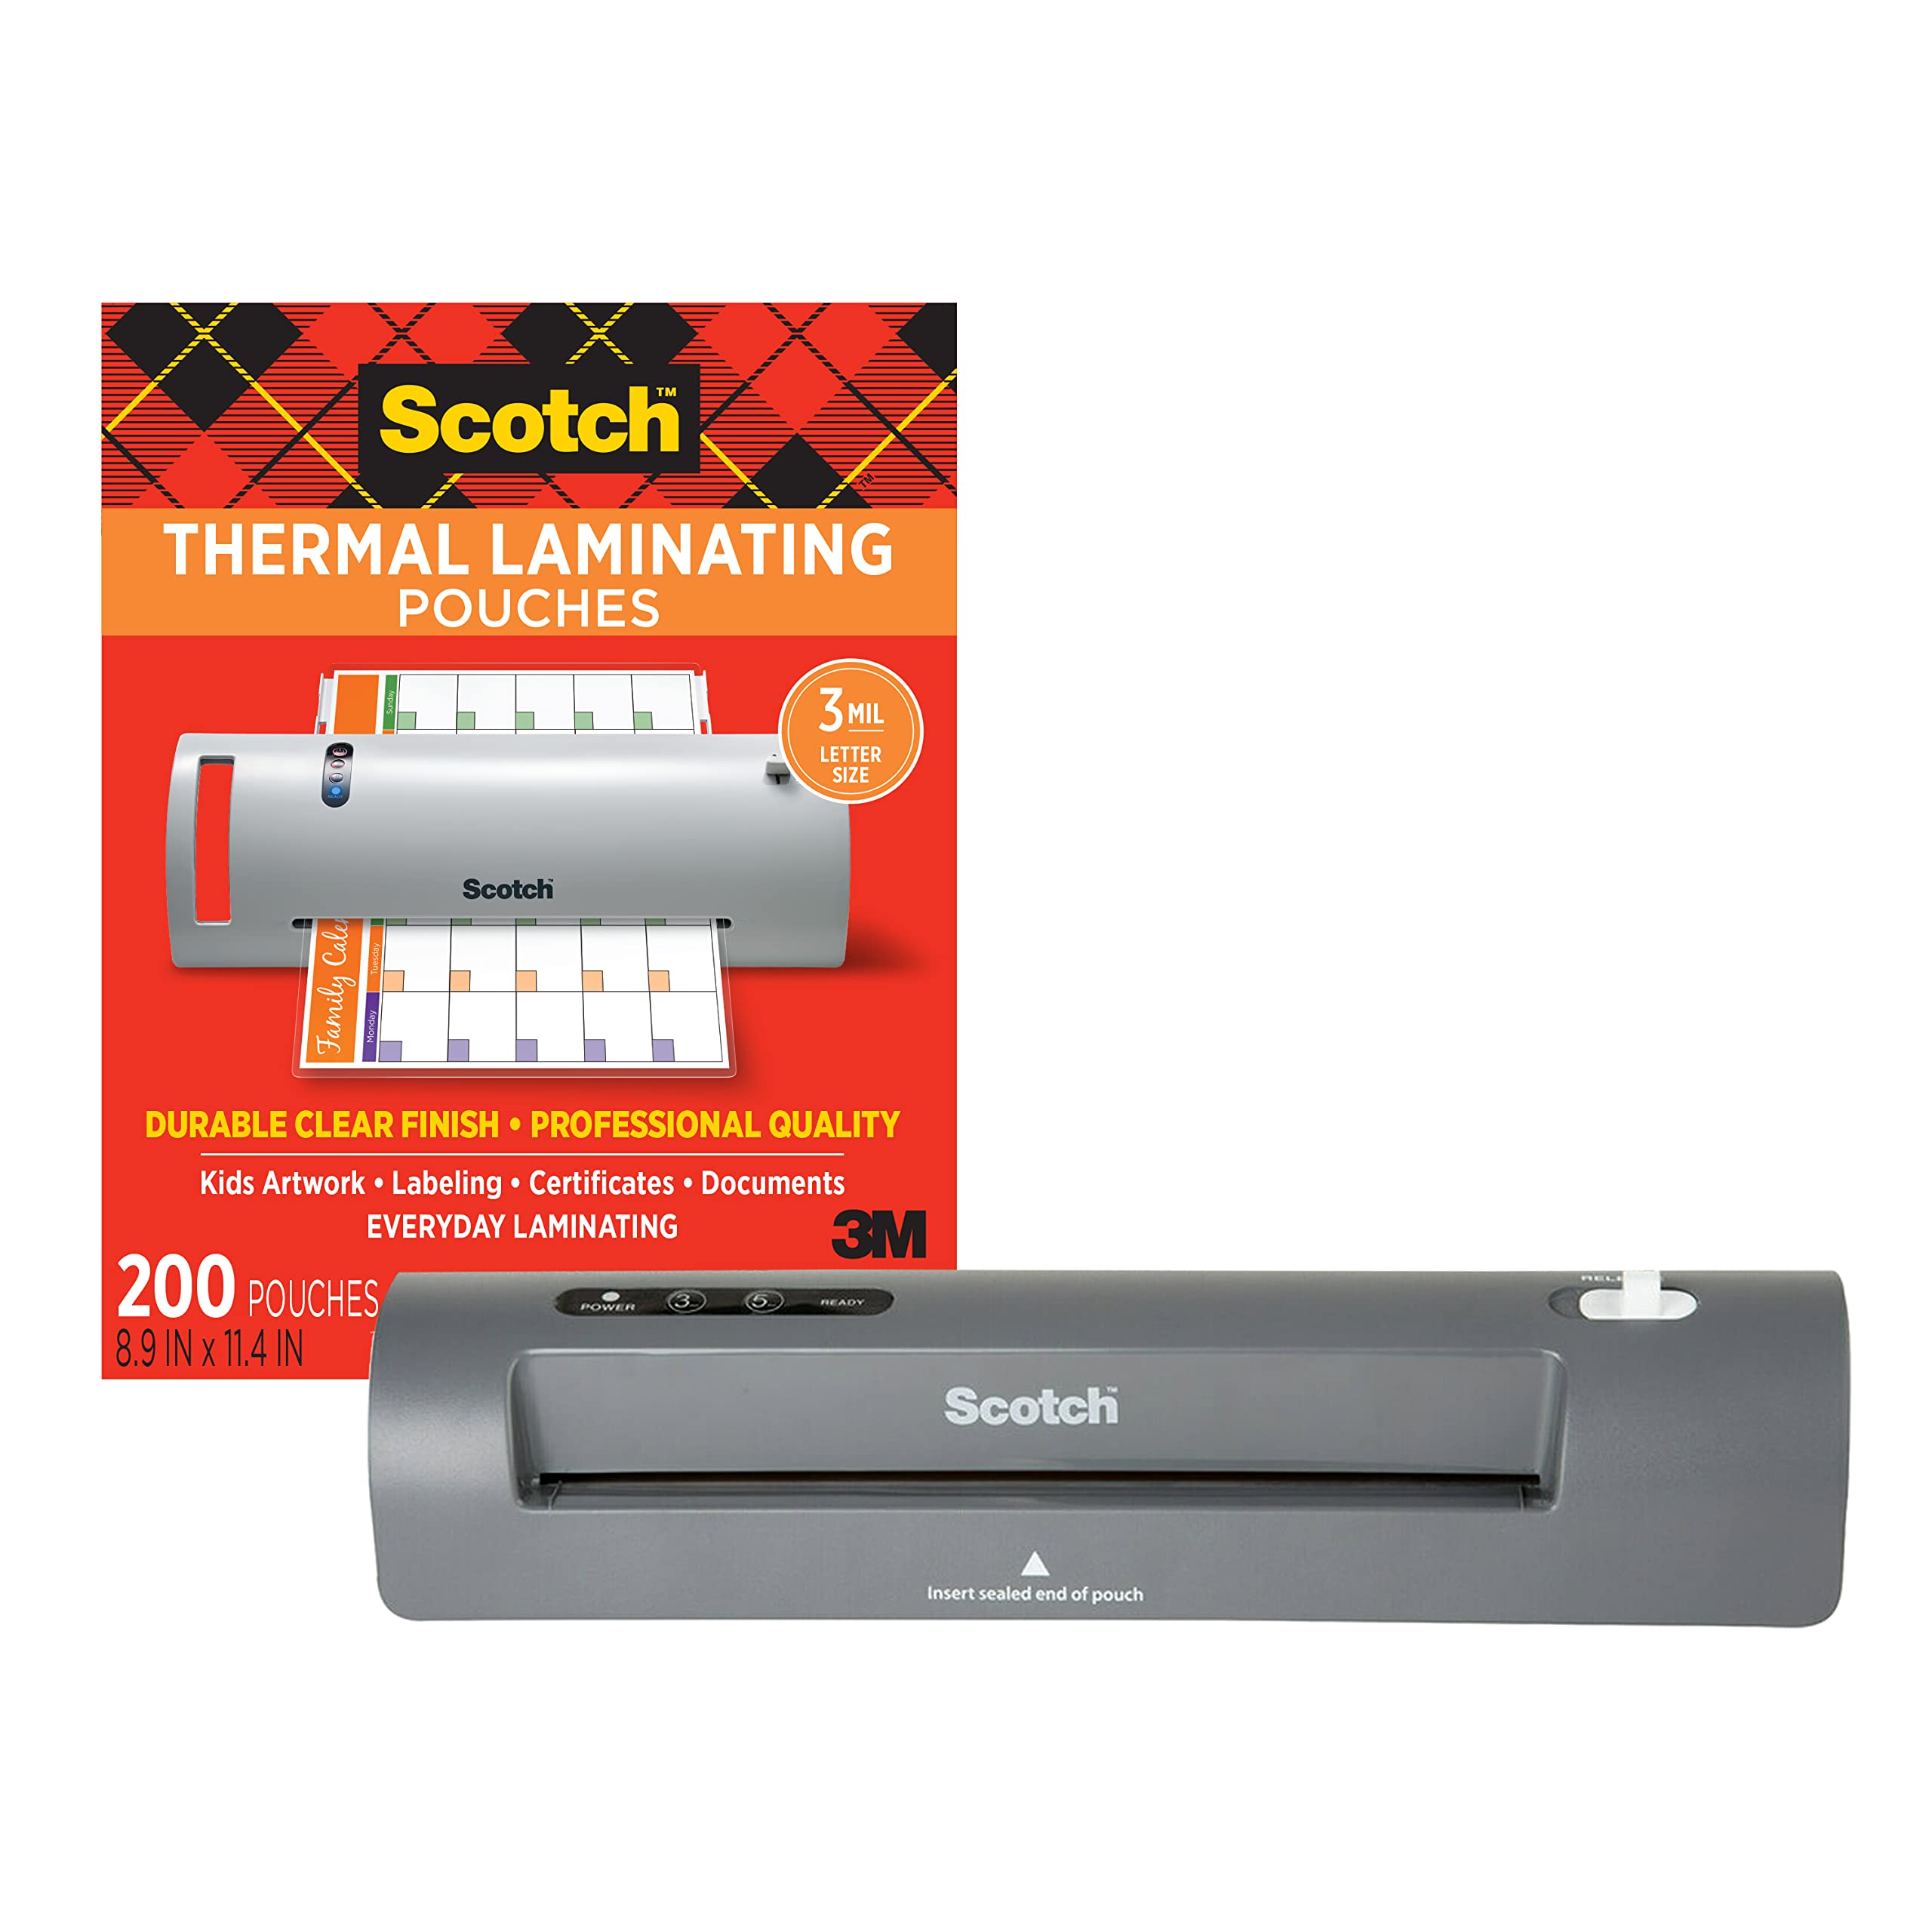 Scotch™
™
THERMAL LAMINATING
POUCHES
3 MIL
LETTER
SIZE
Sunday
Scotch™
Family
Tuesday
Monday
DURABLE CLEAR FINISH • PROFESSIONAL QUALITY
Kids Artwork • Labeling • Certificates • Documents
EVERYDAY LAMINATING
3M
200 POUCHES
8.9 IN x 11.4 IN
POWER 3 5 READY
Scotch™
Insert sealed end of pouch